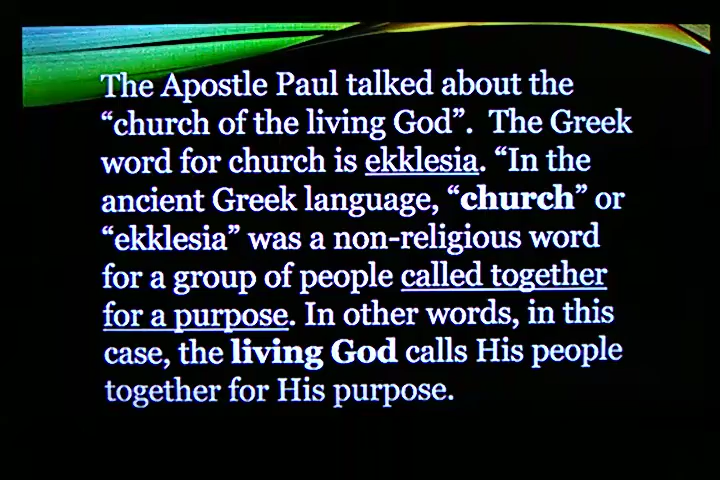 The Apostle Paul talked about the
“church of the living God”.  The Greek
word for church is ekklesia. “In the
ancient Greek language, “church” or
“ekklesia” was a non-religious word
for a group of people called together
for a purpose. In other words, in this
case, the living God calls His people
together for His purpose.